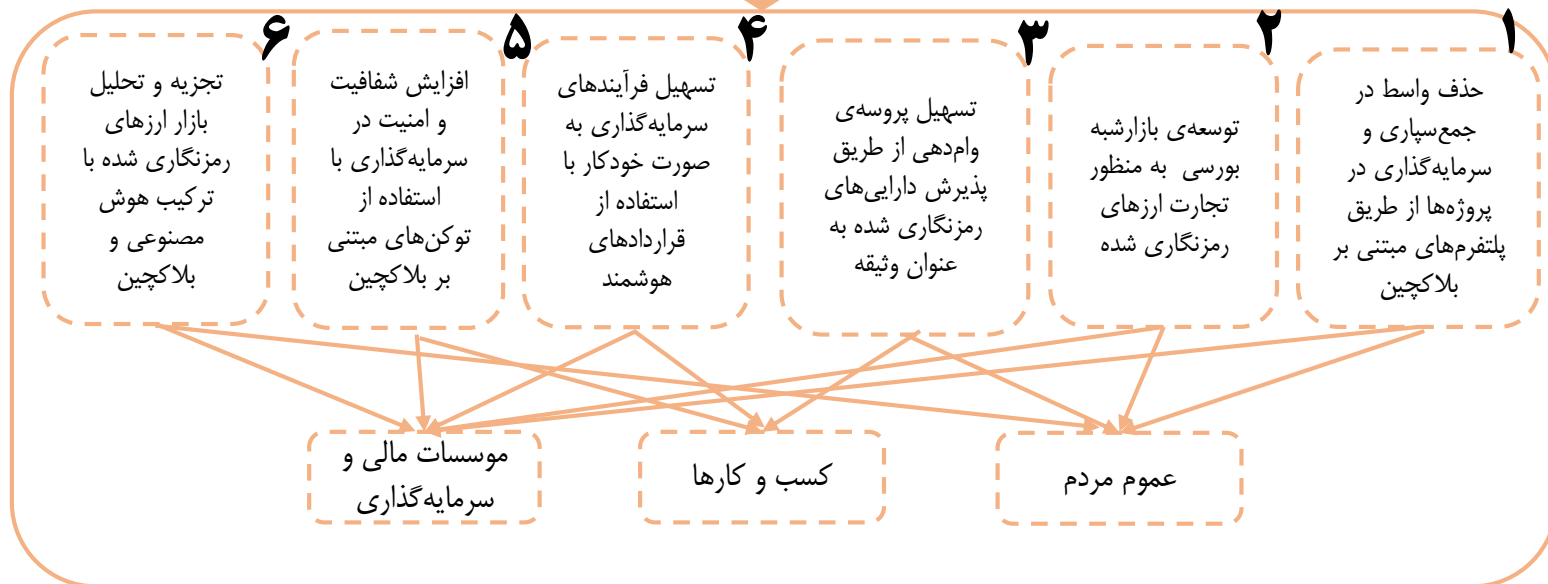 ۱
حذف واسط در
جمع‌سپاری و
سرمایه‌گذاری در
پروژه‌ها از طریق
پلتفرم‌های مبتنی بر
بلاکچین
۲
توسعه‌ی بازارشبه
بورسی به منظور
تجارت ارزهای
رمزنگاری شده
۳
تسهیل پروسه‌ی
وام‌دهی از طریق
پذیرش دارایی‌های
رمزنگاری شده به
عنوان وثیقه
۴
تسهیل فرآیندهای
سرمایه‌گذاری به
صورت خودکار با
استفاده از
قراردادهای
هوشمند
۵
افزایش شفافیت
و امنیت در
سرمایه‌گذاری با
استفاده از
توکن‌های مبتنی
بر بلاکچین
۶
تجزیه و تحلیل
بازار ارزهای
رمزنگاری شده با
ترکیب هوش
مصنوعی و
بلاکچین
عموم مردم
کسب و کارها
موسسات مالی و
سرمایه‌گذاری